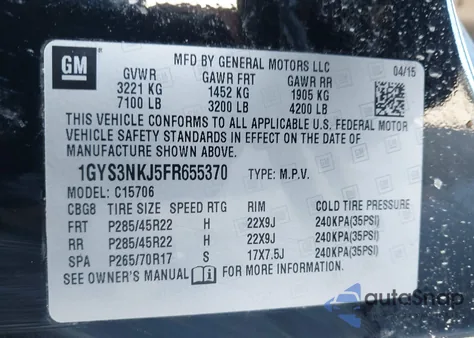 GM
MFD BY GENERAL MOTORS LLC
GVWR GAWR FRT GAWR RR 04/15
3221 KG 1452 KG 1905 KG
7100 LB 3200 LB 4200 LB
THIS VEHICLE CONFORMS TO ALL APPLICABLE U.S. FEDERAL MOTOR
VEHICLE SAFETY STANDARDS IN EFFECT ON THE DATE OF
MANUFACTURE SHOWN ABOVE.
1GYS3NKJ5FR655370 TYPE: M.P.V.
MODEL: C15706
CBG8 TIRE SIZE SPEED RTG RIM COLD TIRE PRESSURE
FRT P285/45R22 H 22X9J 240KPA(35PSI)
RR P285/45R22 H 22X9J 240KPA(35PSI)
SPA P265/70R17 S 17X7.5J 240KPA(35PSI)
SEE OWNER'S MANUAL FOR MORE INFORMATION
autoSnap